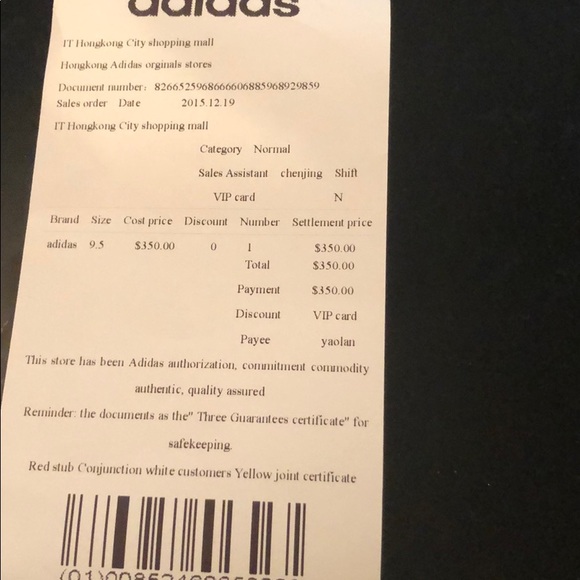 adidas
IT Hongkong City shopping mall
Hongkong Adidas orginals stores
Document number: 8266525968666606885968929859
Sales order Date 2015.12.19
IT Hongkong City shopping mall
Category Normal
Sales Assistant chenjing Shift
VIP card N
Brand Size Cost price Discount Number Settlement price
adidas 9.5 $350.00 0 1 $350.00
Total $350.00
Payment $350.00
Discount VIP card
Payee yaolan
This store has been Adidas authorization, commitment commodity
authentic, quality assured
Reminder: the documents as the" Three Guarantees certificate" for
safekeeping.
Red stub Conjunction white customers Yellow joint certificate